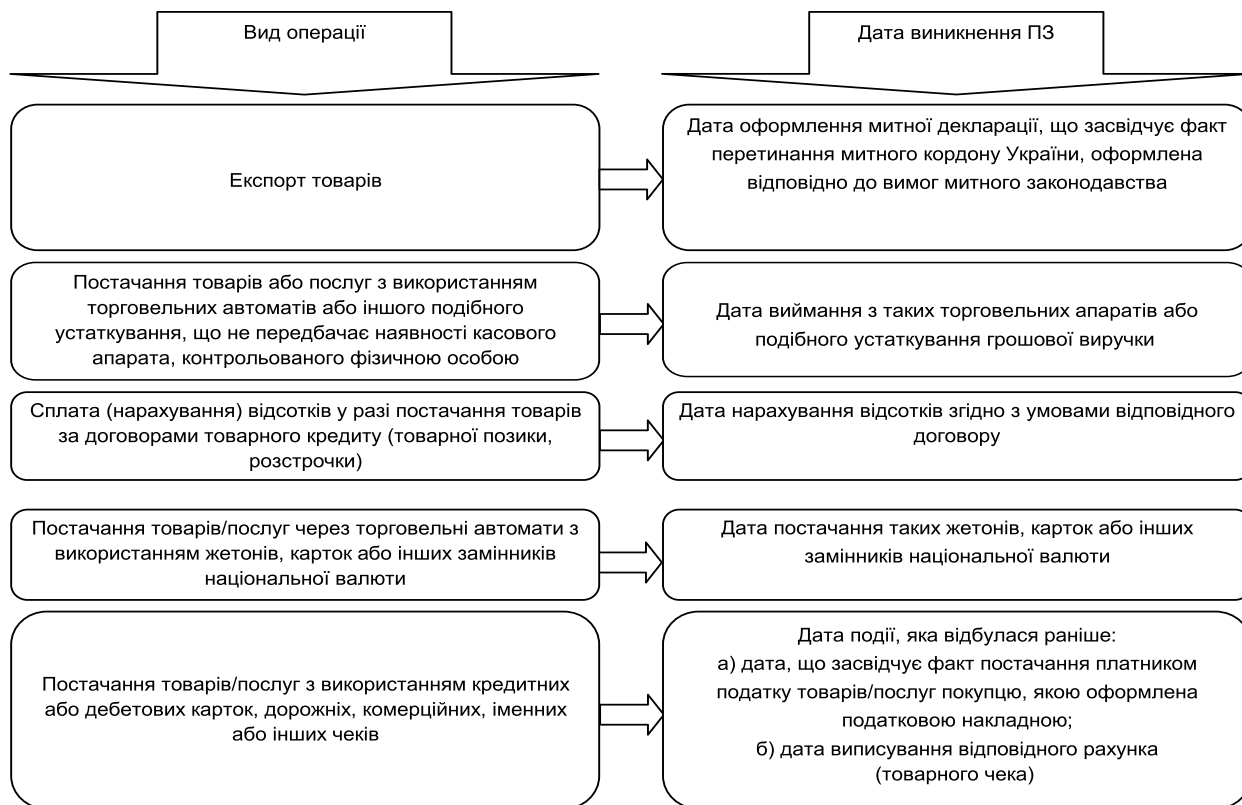 Вид операції
Дата виникнення ПЗ
Експорт товарів
Дата оформлення митної декларації, що засвідчує факт
перетинання митного кордону України, оформлена
відповідно до вимог митного законодавства
Постачання товарів або послуг з використанням
торговельних автоматів або іншого подібного
устаткування, що не передбачає наявності касового
апарата, контрольованого фізичною особою
Дата виймання з таких торговельних апаратів або
подібного устаткування грошової виручки
Сплата (нарахування) відсотків у разі постачання товарів
за договорами товарного кредиту (товарної позики,
розстрочки)
Дата нарахування відсотків згідно з умовами відповідного
договору
Постачання товарів/послуг через торговельні автомати з
використанням жетонів, карток або інших замінників
національної валюти
Дата постачання таких жетонів, карток або інших
замінників національної валюти
Постачання товарів/послуг з використанням кредитних
або дебетових карток, дорожніх, комерційних, іменних
або інших чеків
Дата події, яка відбулася раніше:
а) дата, що засвідчує факт постачання платником
податку товарів/послуг покупцю, якою оформлена
податковою накладною;
б) дата виписування відповідного рахунка
(товарного чека)